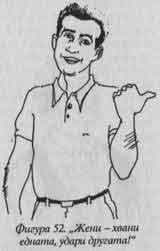 Фигура 52. „Жени – хвани
едната, удари другата!“